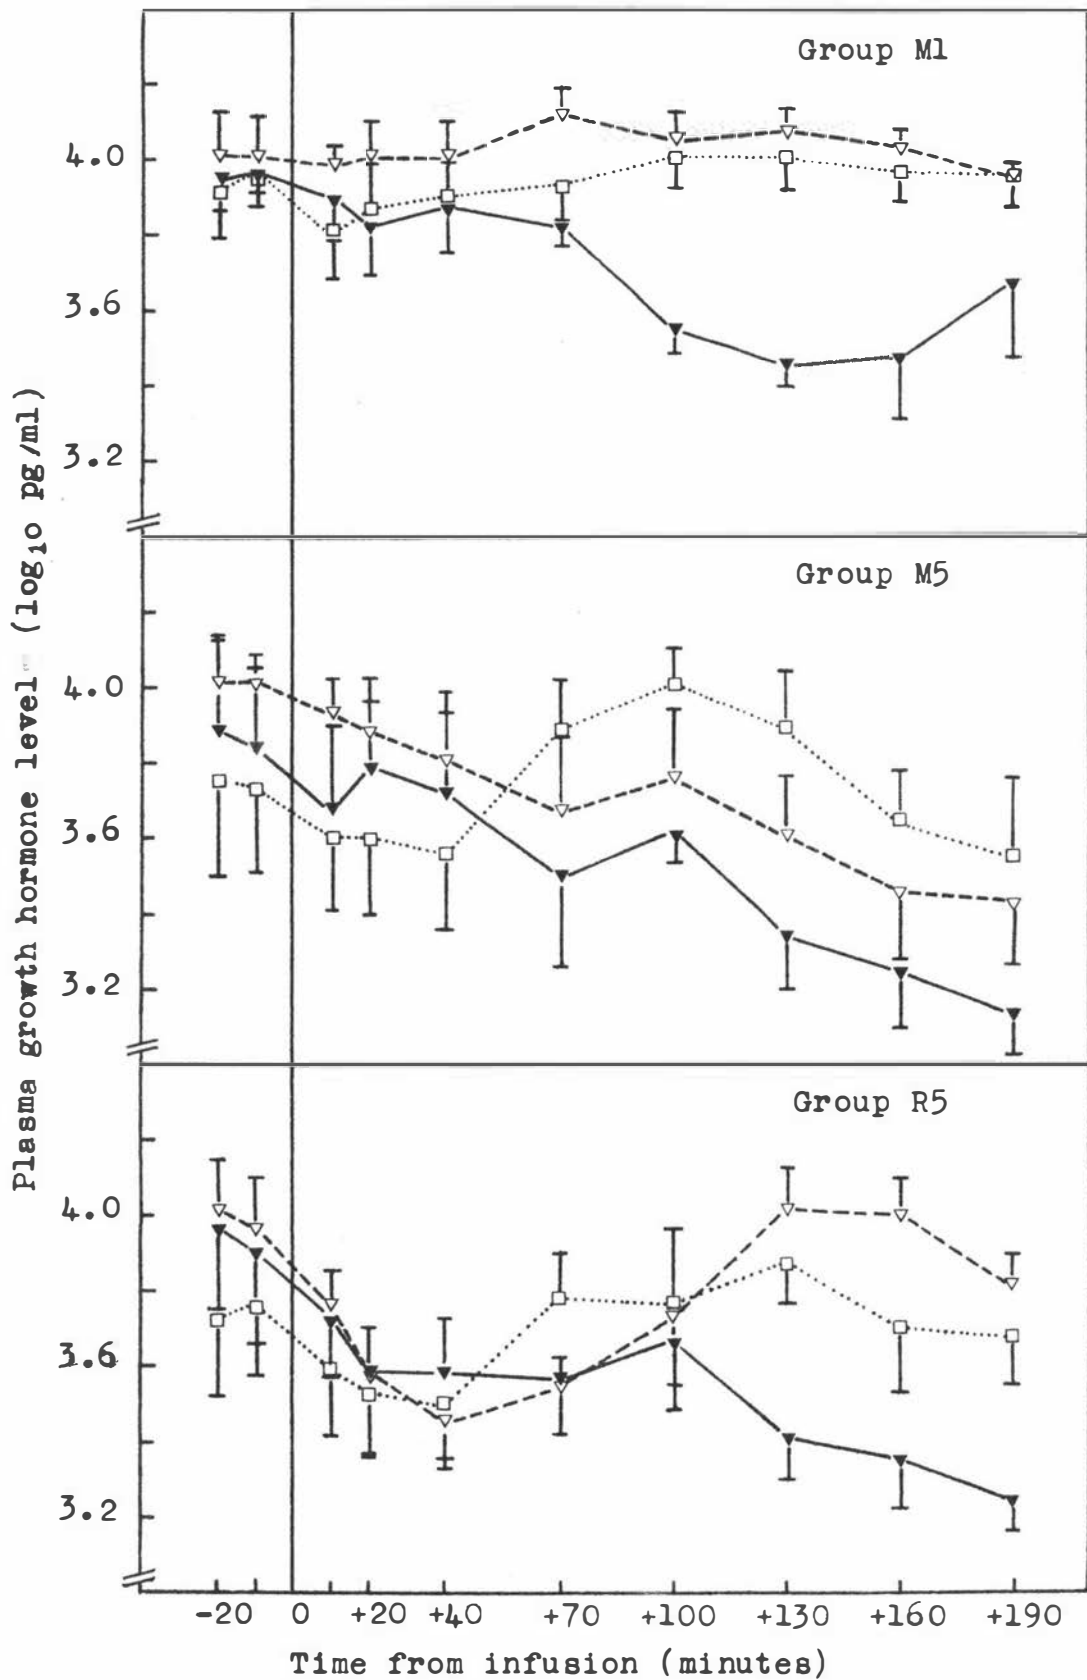 Group M1
4.0
3.6
3.2
Group M5
4.0
3.6
3.2
Group R5
4.0
3.6
3.2
Plasma growth hormone level (log10 pg/ml)
-20 0 +20 +40 +70 +100 +130 +160 +190
Time from infusion (minutes)